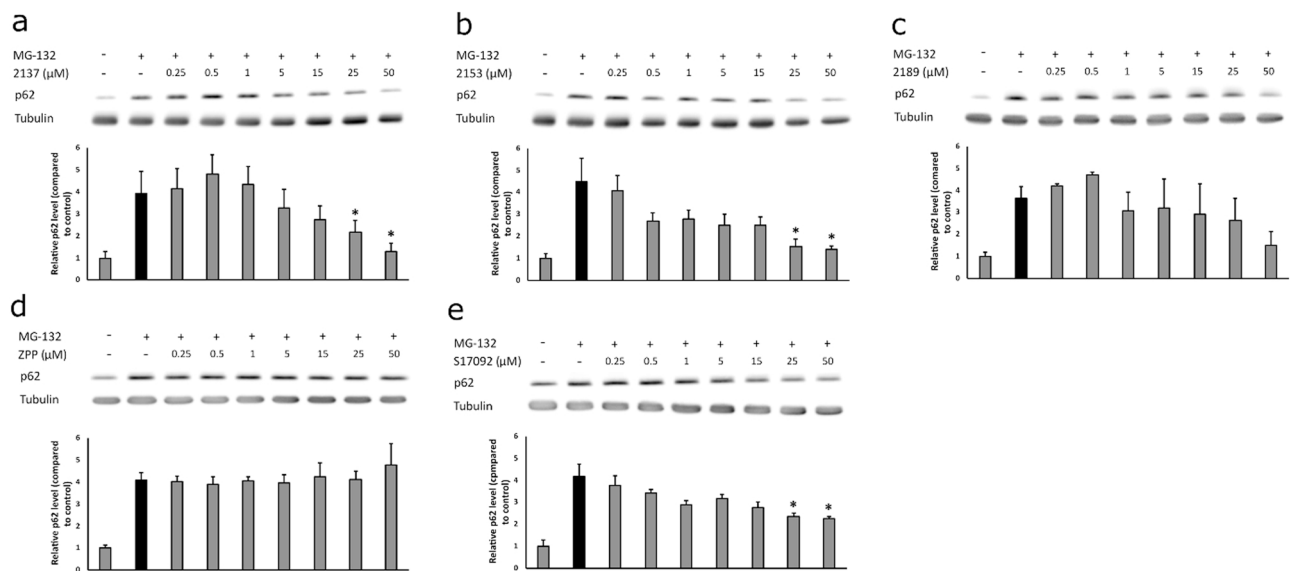 a
MG-132 - + + + + + + + +
2137 (µM) - - 0.25 0.5 1 5 15 25 50
p62
Tubulin
Relative p62 level (compared to control)
6
5
4
3
2
1
0
* *
b
MG-132 - + + + + + + + +
2153 (µM) - - 0.25 0.5 1 5 15 25 50
p62
Tubulin
Relative p62 level (compared to control)
6
5
4
3
2
1
0
* *
c
MG-132 - + + + + + + + +
2189 (µM) - - 0.25 0.5 1 5 15 25 50
p62
Tubulin
Relative p62 level (comared to control)
6
5
4
3
2
1
0
d
MG-132 - + + + + + + + +
ZPP (µM) - - 0.25 0.5 1 5 15 25 50
p62
Tubulin
Relative p62 level (compared to control)
6
5
4
3
2
1
0
e
MG-132 - + + + + + + + +
S17092 (µM) - - 0.25 0.5 1 5 15 25 50
p62
Tubulin
Relative p62 level (cpmpared to control)
6
5
4
3
2
1
0
* *